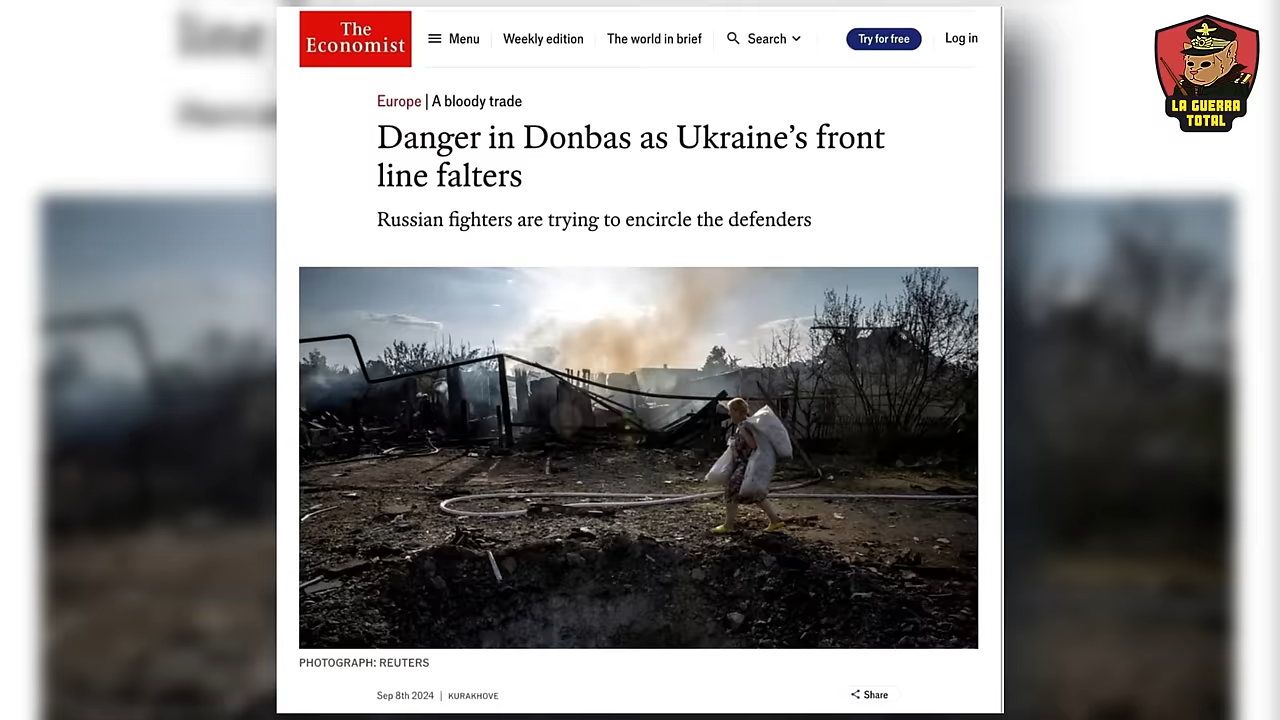 The
Economist
Menu
Weekly edition
The world in brief
Search
Try for free
Log in
LA GUERRA
TOTAL
Europe | A bloody trade
Danger in Donbas as Ukraine’s front
line falters
Russian fighters are trying to encircle the defenders
PHOTOGRAPH: REUTERS
Sep 8th 2024 | KURAKHOVE
Share